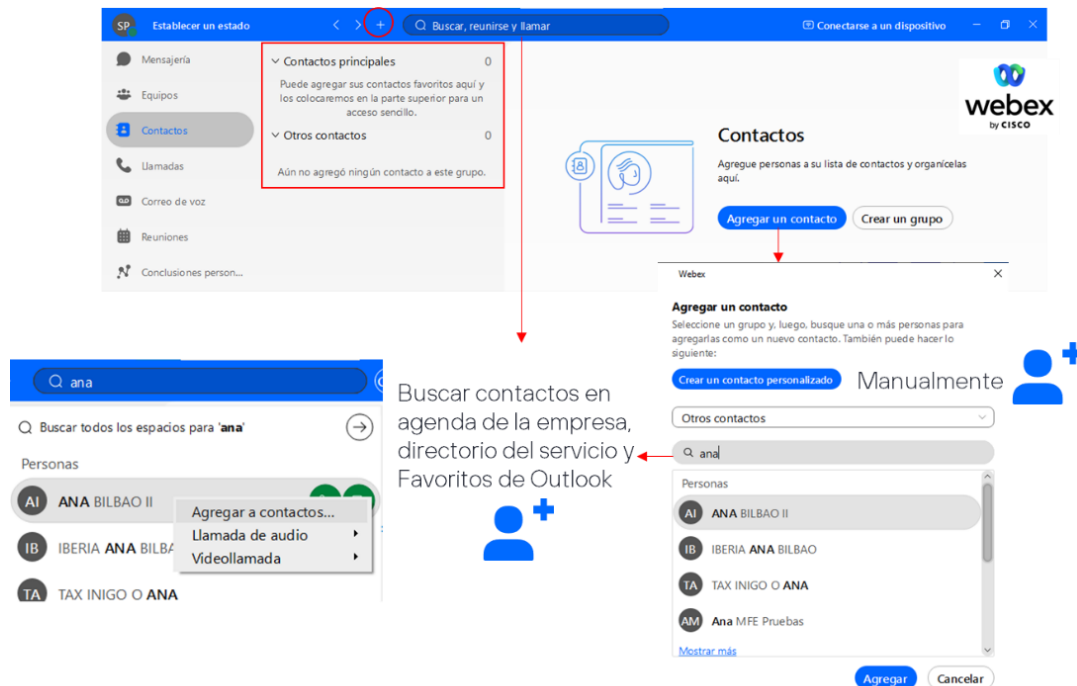 SP Establecer un estado
Buscar, reunirse y llamar
Conectarse a un dispositivo
Mensajería
Equipos
Contactos
Llamadas
Correo de voz
Reuniones
Conclusiones person...
Contactos principales 0
Puede agregar sus contactos favoritos aquí y
los colocaremos en la parte superior para un
acceso sencillo.
Otros contactos 0
Aún no agregó ningún contacto a este grupo.
webex
by CISCO
Contactos
Agregue personas a su lista de contactos y organícelas
aquí.
Agregar un contacto Crear un grupo
ana
Buscar todos los espacios para 'ana'
Personas
AI ANA BILBAO II
Agregar a contactos...
Llamada de audio
Videollamada
IB IBERIA ANA BILBA
TA TAX INIGO O ANA
Buscar contactos en
agenda de la empresa,
directorio del servicio y
Favoritos de Outlook
Webex
Agregar un contacto
Seleccione un grupo y, luego, busque una o más personas para
agregarlas como un nuevo contacto. También puede hacer lo
siguiente:
Crear un contacto personalizado Manualmente
Otros contactos
ana
Personas
AI ANA BILBAO II
IB IBERIA ANA BILBAO
TA TAX INIGO O ANA
AM Ana MFE Pruebas
Mostrar más
Agregar Cancelar